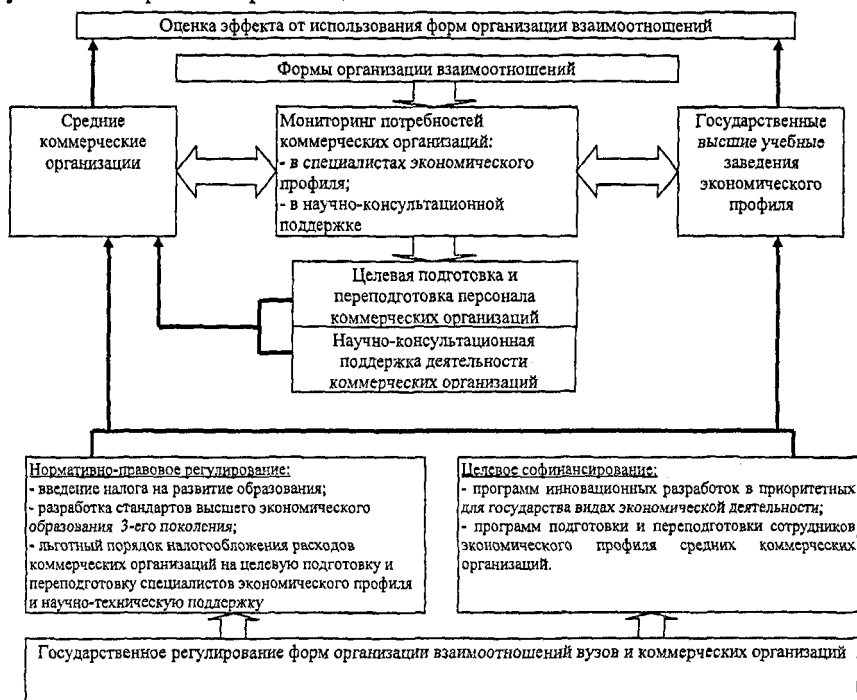 Оценка эффекта от использования форм организации взаимоотношений
Формы организации взаимоотношений
Средние
коммерческие
организации
Мониторинг потребностей
коммерческих организаций:
- в специалистах экономического
профиля;
- в научно-консультационной
поддержке
Государственные
высшие учебные
заведения
экономического
профиля
Целевая подготовка и
переподготовка персонала
коммерческих организаций
Научно-консультационная
поддержка деятельности
коммерческих организаций
Нормативно-правовое регулирование:
- введение налога на развитие образования;
- разработка стандартов высшего экономического
образования 3-его поколения;
- льготный порядок налогообложения расходов
коммерческих организаций на целевую подготовку и
переподготовку специалистов экономического профиля
и научно-техническую поддержку
Целевое софинансирование:
- программ инновационных разработок в приоритетных
для государства видах экономической деятельности;
- программ подготовки и переподготовки сотрудников
экономического профиля средних коммерческих
организаций.
Государственное регулирование форм организации взаимоотношений вузов и коммерческих организаций